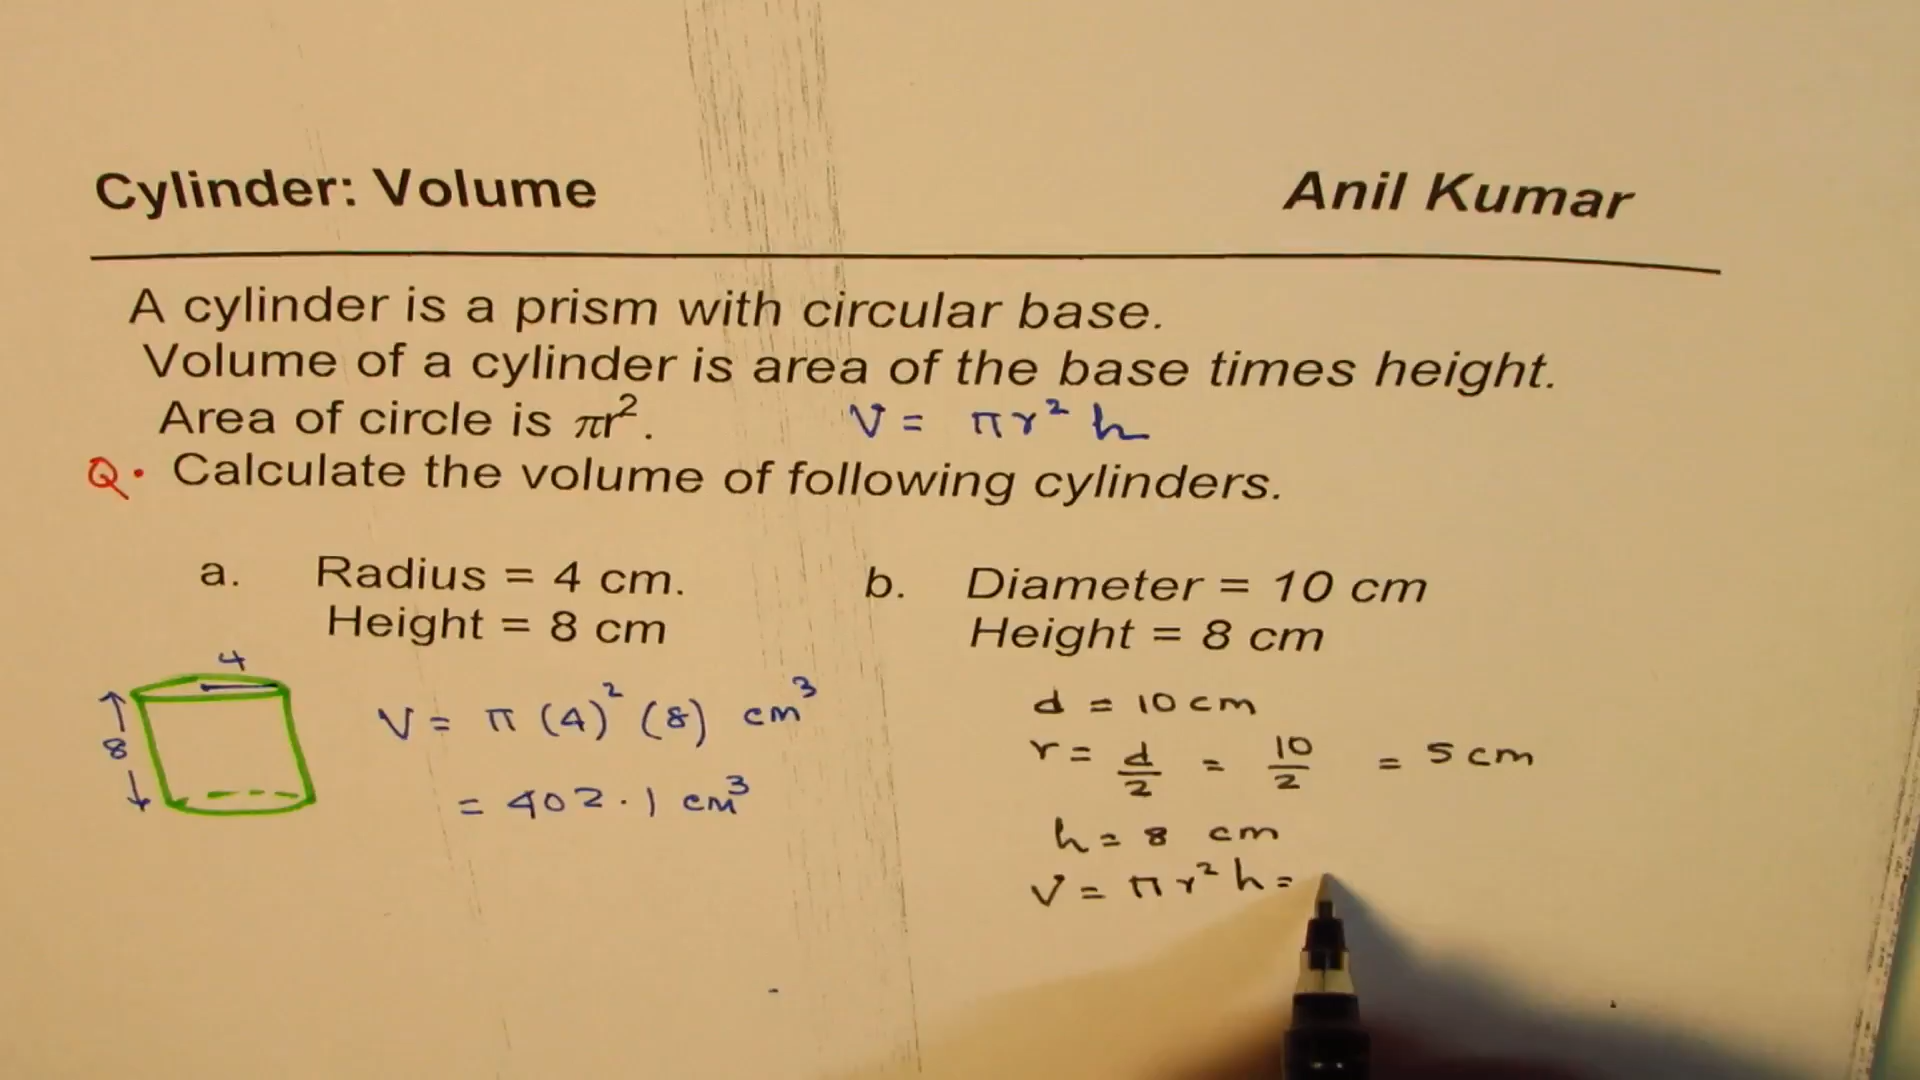 Cylinder: Volume Anil Kumar
A cylinder is a prism with circular base.
Volume of a cylinder is area of the base times height.
Area of circle is πr². V = πr² h
Q. Calculate the volume of following cylinders.
a. Radius = 4 cm. b. Diameter = 10 cm
Height = 8 cm Height = 8 cm
4
8
V = π (4)² (8) cm³
= 402.1 cm³
d = 10 cm
r = d/2 = 10/2 = 5 cm
h = 8 cm
V = π r² h =